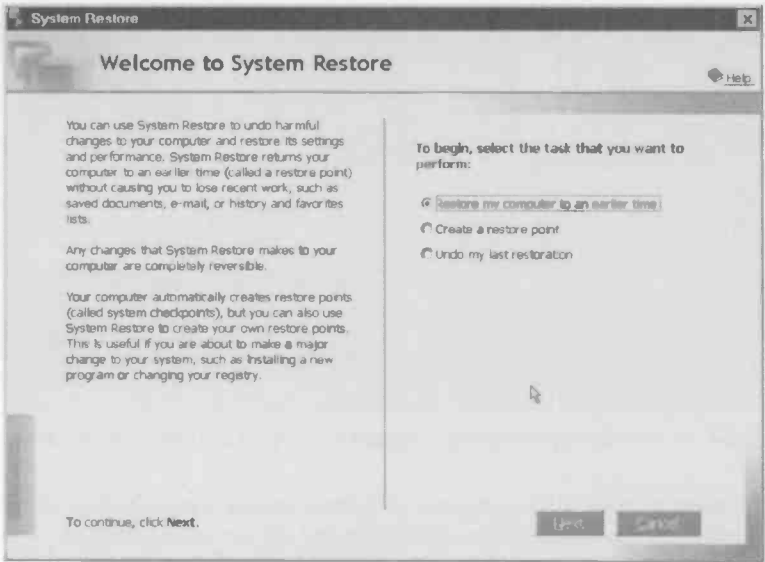 System Restore
Welcome to System Restore
Help
You can use System Restore to undo harmful
changes to your computer and restore its settings
and performance. System Restore returns your
computer to an earlier time (called a restore point)
without causing you to lose recent work, such as
saved documents, e-mail, or history and favorites
lists.
Any changes that System Restore makes to your
computer are completely reversible.
Your computer automatically creates restore points
(called system checkpoints), but you can also use
System Restore to create your own restore points.
This is useful if you are about to make a major
change to your system, such as installing a new
program or changing your registry.
To continue, click Next.
To begin, select the task that you want to
perform:
Restore my computer to an earlier time
Create a restore point
Undo my last restoration
Next
Cancel